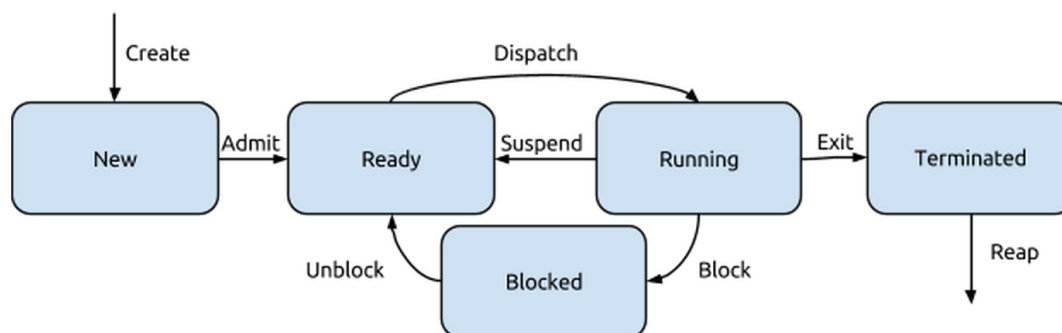 Create
Dispatch
New
Admit
Ready
Suspend
Running
Exit
Terminated
Unblock
Blocked
Block
Reap